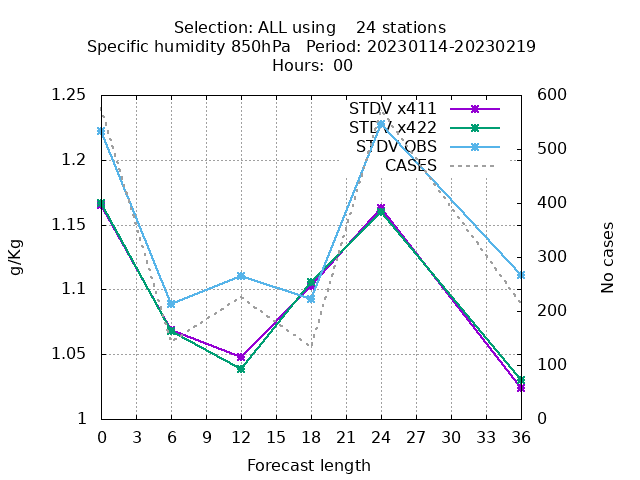 Selection: ALL using    24 stations
Specific humidity 850hPa   Period: 20230114-20230219
Hours:  00
1.25
1.2
1.15
1.1
1.05
1
g/Kg
STDV x411
STDV x422
STDV OBS
CASES
600
500
400
300
200
100
0
No cases
0 3 6 9 12 15 18 21 24 27 30 33 36
Forecast length